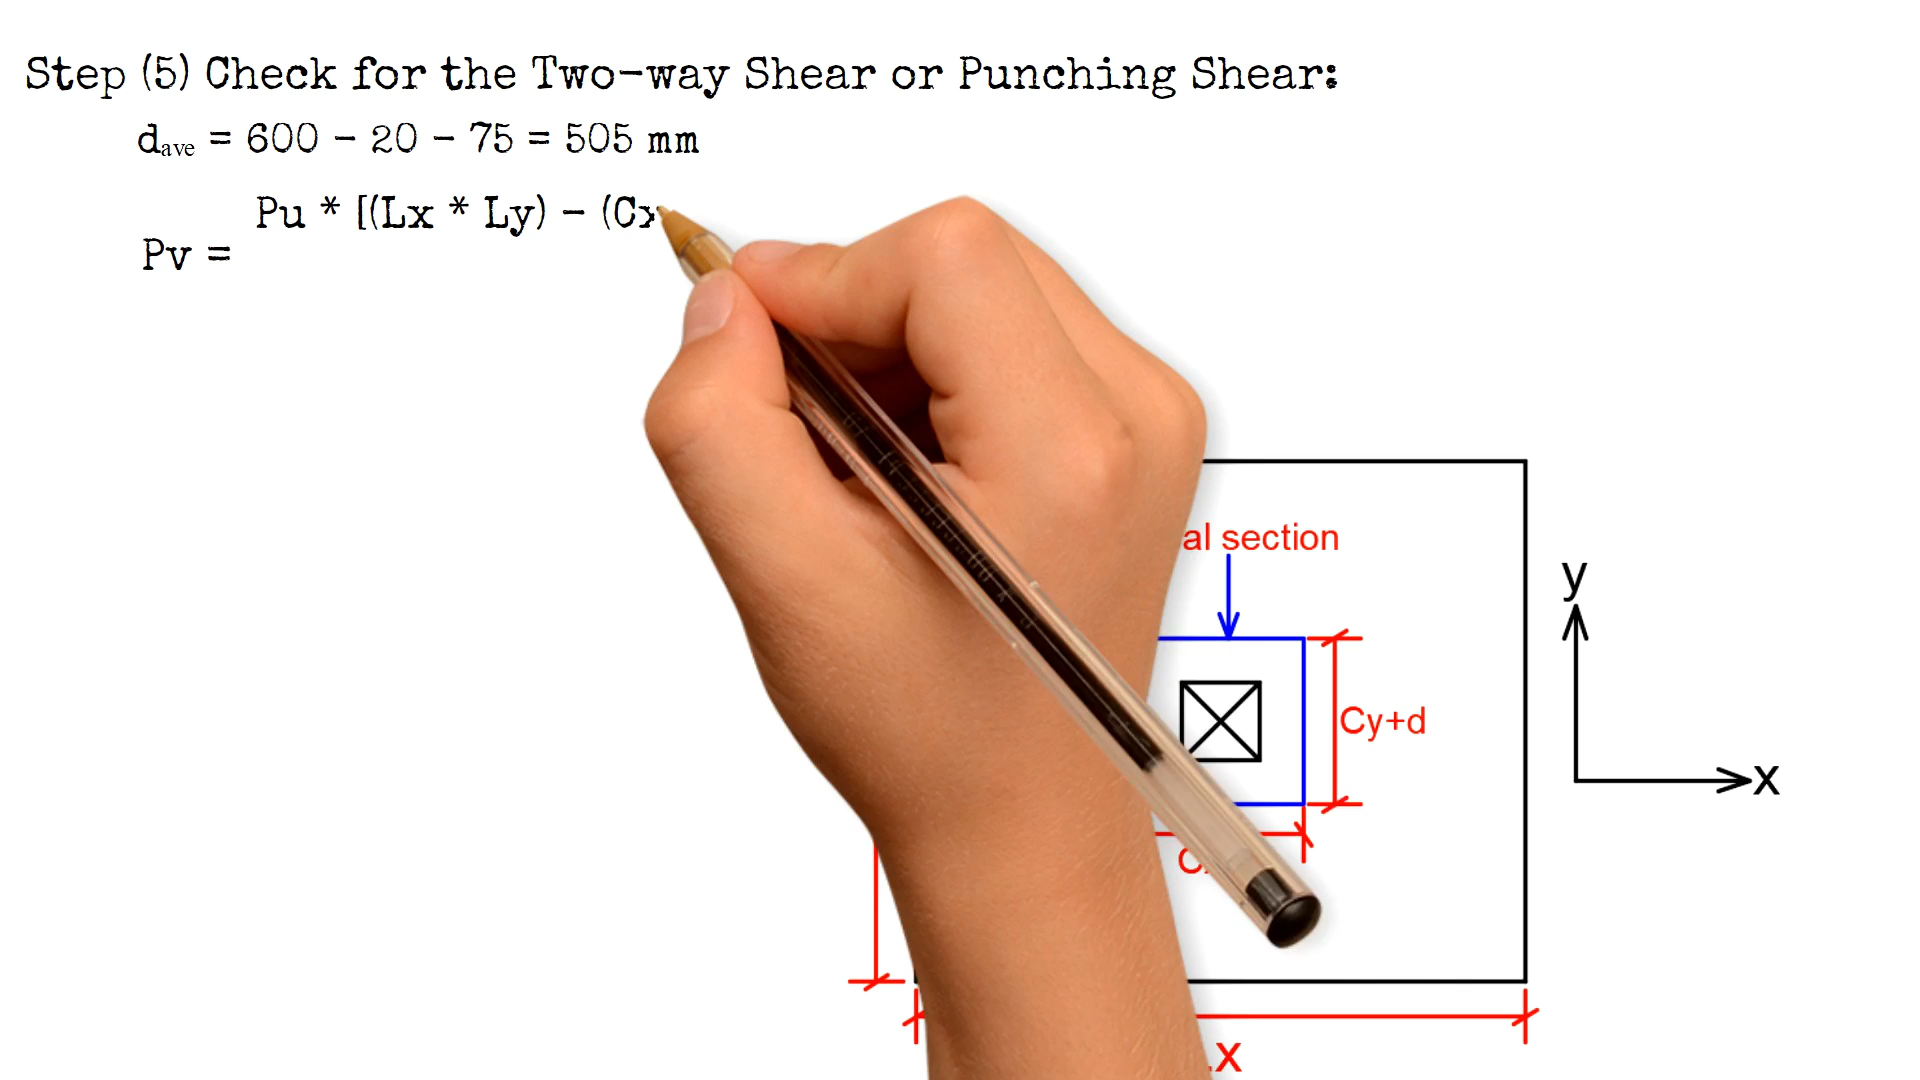 Step (5) Check for the Two-way Shear or Punching Shear:
dave = 600 - 20 - 75 = 505 mm
Pu * [(Lx * Ly) - (Cx
Pv =
al section
y
Cy+d
x
C
.x